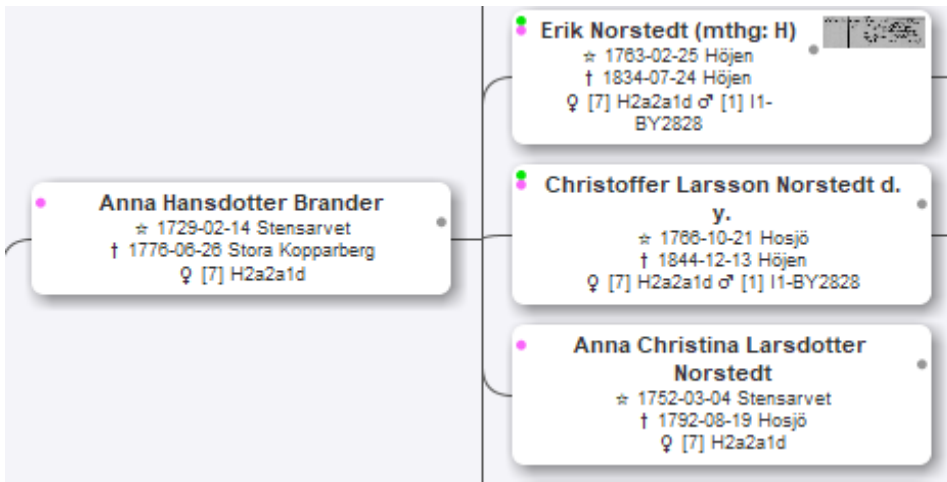 Erik Norstedt (mthg: H)
☆ 1763-02-25 Höjen
† 1834-07-24 Höjen
♀ [7] H2a2a1d ♂ [1] I1-
BY2828
Christoffer Larsson Norstedt d.
y.
☆ 1766-10-21 Hosjö
† 1844-12-13 Höjen
♀ [7] H2a2a1d ♂ [1] I1-BY2828
Anna Hansdotter Brander
☆ 1729-02-14 Stensarvet
† 1776-06-26 Stora Kopparberg
♀ [7] H2a2a1d
Anna Christina Larsdotter
Norstedt
☆ 1752-03-04 Stensarvet
† 1792-08-19 Hosjö
♀ [7] H2a2a1d